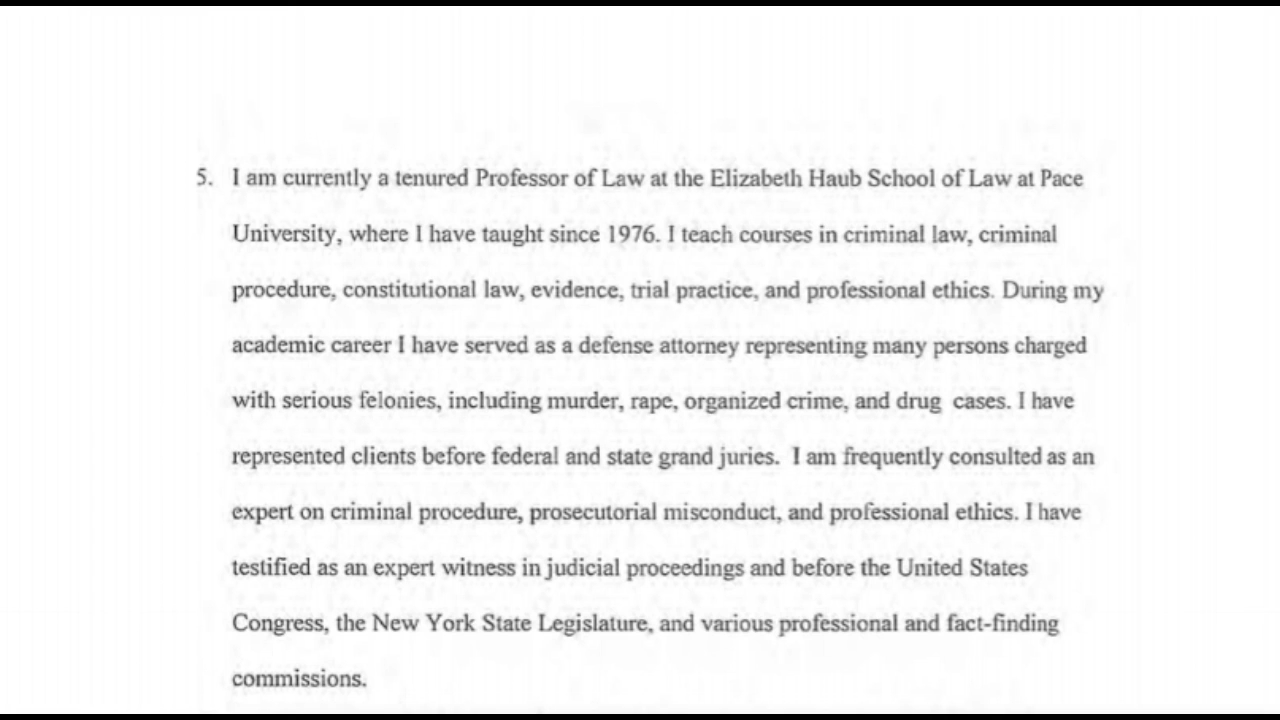 5. I am currently a tenured Professor of Law at the Elizabeth Haub School of Law at Pace
University, where I have taught since 1976. I teach courses in criminal law, criminal
procedure, constitutional law, evidence, trial practice, and professional ethics. During my
academic career I have served as a defense attorney representing many persons charged
with serious felonies, including murder, rape, organized crime, and drug cases. I have
represented clients before federal and state grand juries. I am frequently consulted as an
expert on criminal procedure, prosecutorial misconduct, and professional ethics. I have
testified as an expert witness in judicial proceedings and before the United States
Congress, the New York State Legislature, and various professional and fact-finding
commissions.